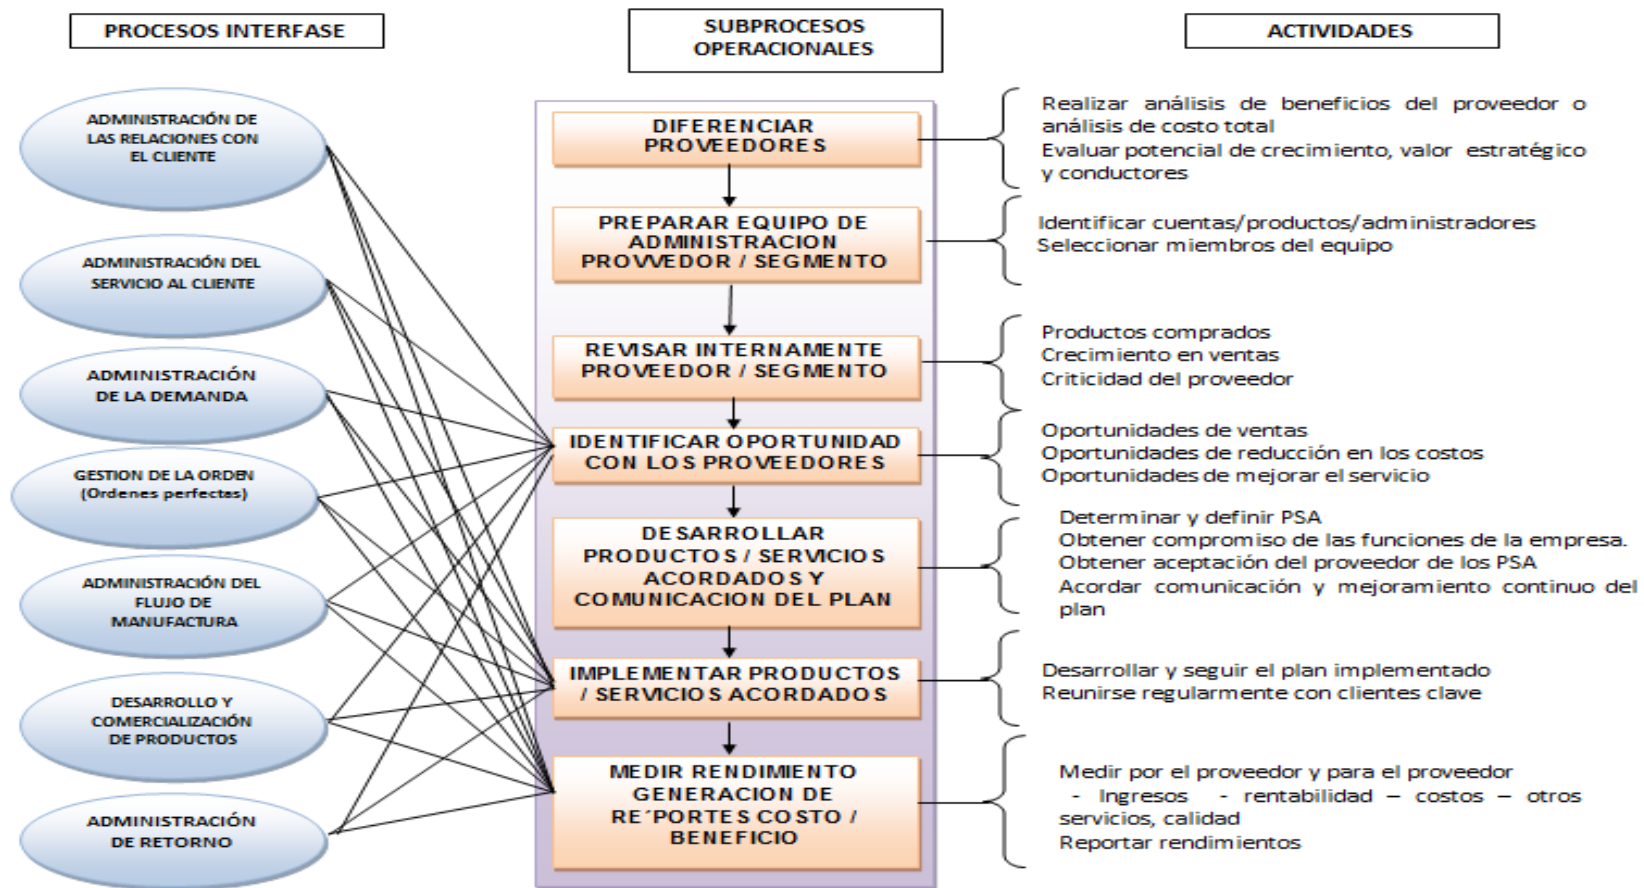 PROCESOS INTERFASE
SUBPROCESOS
OPERACIONALES
ACTIVIDADES
ADMINISTRACIÓN DE
LAS RELACIONES CON
EL CLIENTE
ADMINISTRACIÓN DEL
SERVICIO AL CLIENTE
ADMINISTRACIÓN
DE LA DEMANDA
GESTION DE LA ORDEN
(Ordenes perfectas)
ADMINISTRACIÓN DEL
FLUJO DE
MANUFACTURA
DESARROLLO Y
COMERCIALIZACIÓN
DE PRODUCTOS
ADMINISTRACIÓN
DE RETORNO
DIFERENCIAR
PROVEEDORES
PREPARAR EQUIPO DE
ADMINISTRACION
PROVVEDOR / SEGMENTO
REVISAR INTERNAMENTE
PROVEEDOR / SEGMENTO
IDENTIFICAR OPORTUNIDAD
CON LOS PROVEEDORES
DESARROLLAR
PRODUCTOS / SERVICIOS
ACORDADOS Y
COMUNICACION DEL PLAN
IMPLEMENTAR PRODUCTOS
/ SERVICIOS ACORDADOS
MEDIR RENDIMIENTO
GENERACION DE
RE´PORTES COSTO /
BENEFICIO
Realizar análisis de beneficios del proveedor o
análisis de costo total
Evaluar potencial de crecimiento, valor estratégico
y conductores
Identificar cuentas/productos/administradores
Seleccionar miembros del equipo
Productos comprados
Crecimiento en ventas
Criticidad del proveedor
Oportunidades de ventas
Oportunidades de reducción en los costos
Oportunidades de mejorar el servicio
Determinar y definir PSA
Obtener compromiso de las funciones de la empresa.
Obtener aceptación del proveedor de los PSA
Acordar comunicación y mejoramiento continuo del
plan
Desarrollar y seguir el plan implementado
Reunirse regularmente con clientes clave
Medir por el proveedor y para el proveedor
- Ingresos - rentabilidad – costos – otros
servicios, calidad
Reportar rendimientos